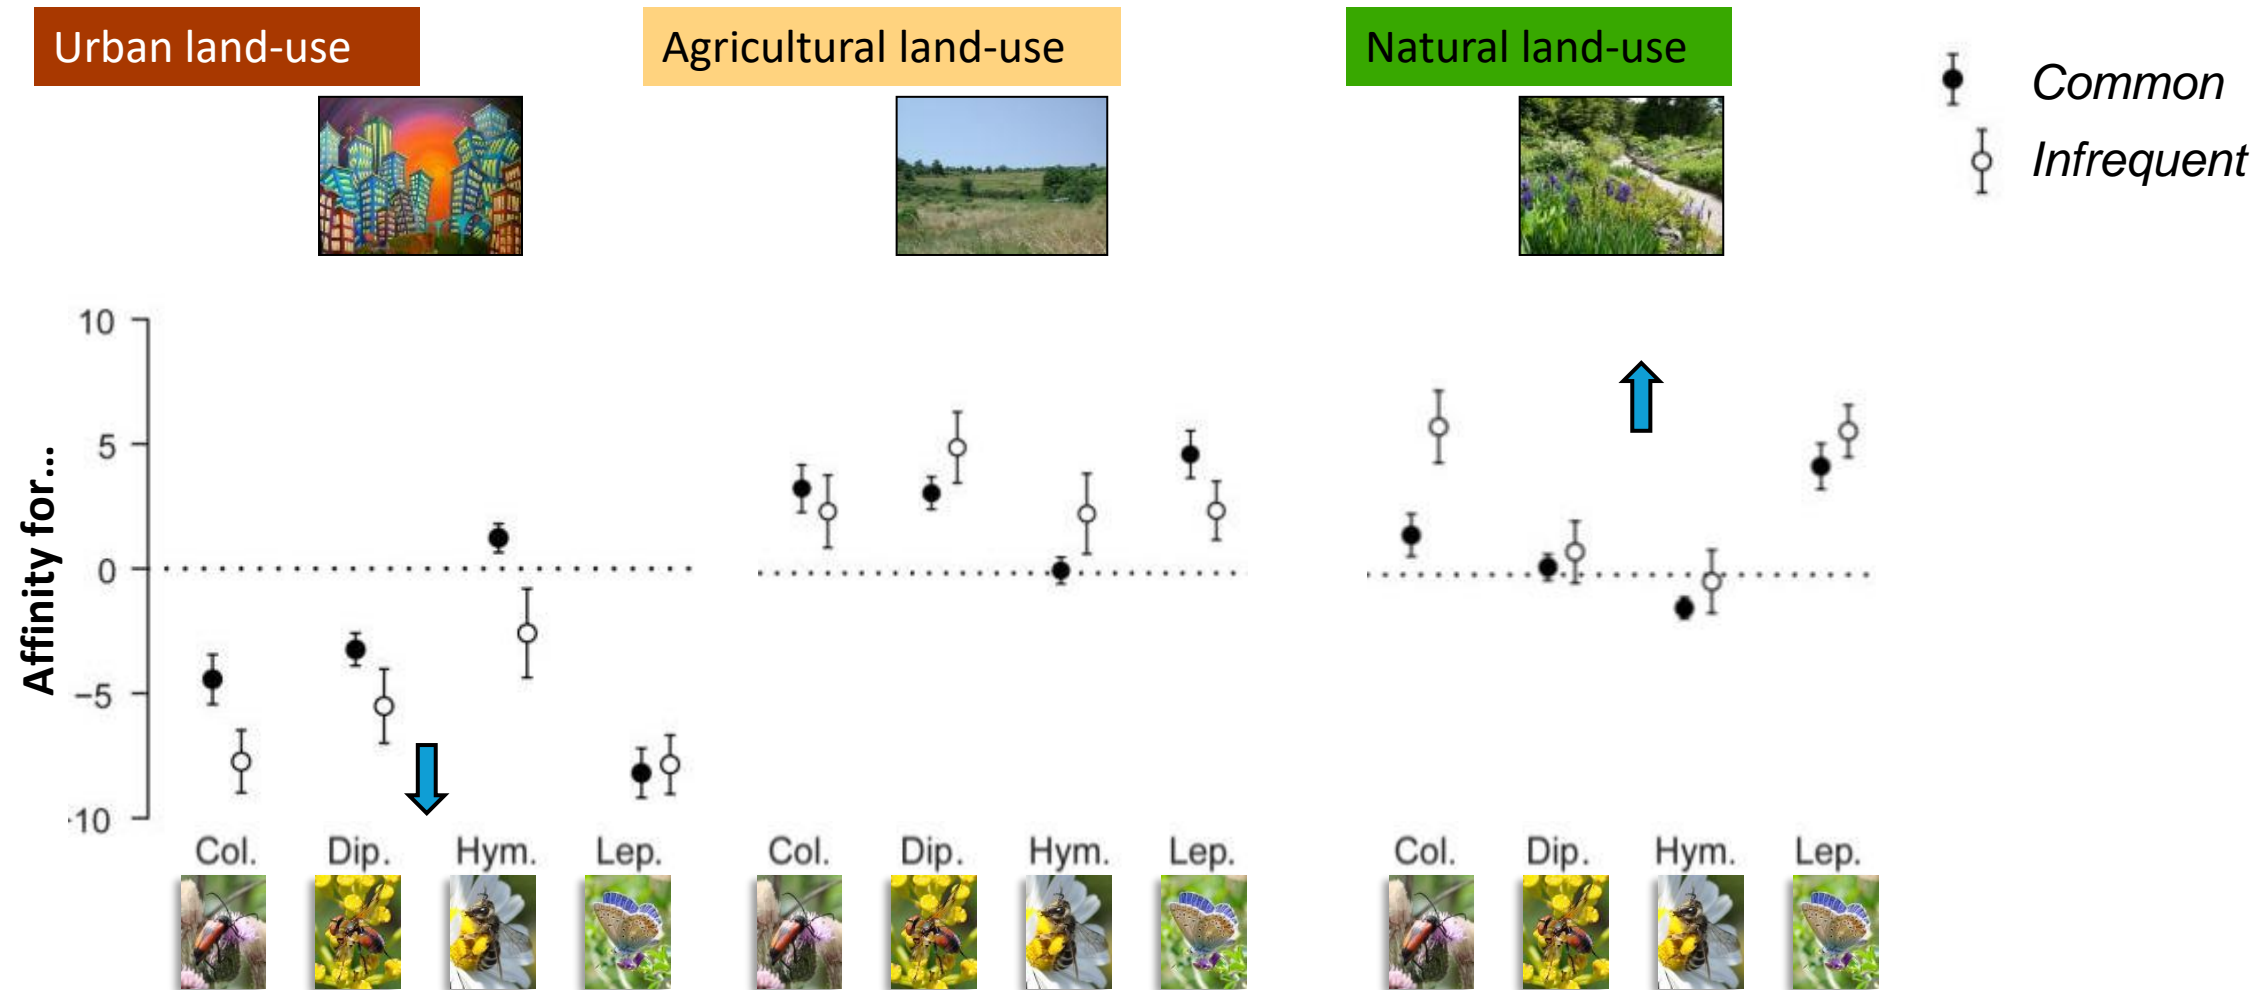 Urban land-use
Agricultural land-use
Natural land-use
Common
Infrequent
Affinity for...
10
5
0
−5
-10
Col. Dip. Hym. Lep.
Col. Dip. Hym. Lep.
Col. Dip. Hym. Lep.